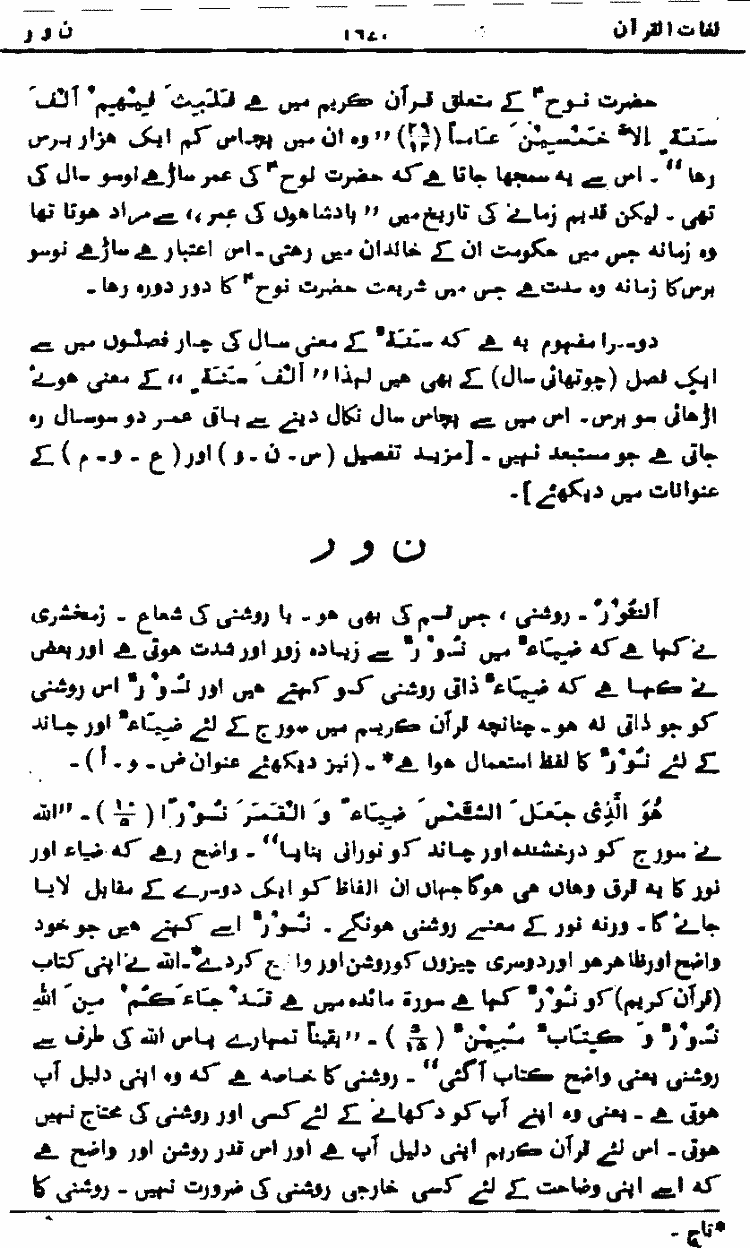 لغات القرآن ١٦٤٠ ن و ر
حضرت نوح ؑ کے متعلق قرآن کریم میں ہے فَلَبِثَ فِيْهِمْ اَلْفَ
سَنَةٍ اِلَّا خَمْسِيْنَ عَاماً (۲۹/۱۴) ’’وہ ان میں پچاس کم ایک ہزار برس
رہا‘‘۔ اس سے یہ سمجھا جاتا ہے کہ حضرت نوح ؑ کی عمر ساڑھے نوسو سال کی
تھی۔ لیکن قدیم زمانے کی تاریخ میں ’’بادشاہوں کی عمر،، سے مراد ہوتا تھا
وہ زمانہ جس میں حکومت ان کے خاندان میں رہتی۔ اس اعتبار سے ساڑھے نوسو
برس کا زمانہ وہ مدت ہے جس میں شریعت حضرت نوح ؑ کا دور دورہ رہا۔
دوسرا مفہوم یہ ہے کہ سَنَةٌ کے معنی سال کی چار فصلوں میں سے
ایک فصل (چوتھائی سال) کے بھی ہیں لہذا ’’اَلْفَ سَنَةٍ،، کے معنی ہوئے
اڑھائی سو برس۔ اس میں سے پچاس سال نکال دینے سے باقی عمر دو سوسال رہ
جاتی ہے جو مستبعد نہیں۔ [مزید تفصیل (س۔ ن۔ و) اور (ع۔ و۔ م) کے
عنوانات میں دیکھئے]۔
ن و ر
اَلنُّوْرُ۔ روشنی، جس قسم کی بھی ہو۔ یا روشنی کی شعاع۔ زمخشری
نے کہا ہے کہ ضِيَاءٌ میں نُوْرٌ سے زیادہ زور اور شدت ہوتی ہے اور بعض
نے کہا ہے کہ ضِيَاءٌ ذاتی روشنی کو کہتے ہیں اور نُوْرٌ اس روشنی
کو جو ذاتی نہ ہو۔ چنانچہ قرآن کریم میں سورج کے لئے ضِيَاءٌ اور چاند
کے لئے نُوْرٌ کا لفظ استعمال ہوا ہے*۔ (نیز دیکھئے عنوان ض۔ و۔ أ)۔
هُوَ الَّذِي جَعَلَ الشَّمْسَ ضِيَاءً وَ الْقَمَرَ نُوْرًا (۱۰/۵)۔ ’’اللہ
نے سورج کو درخشندہ اور چاند کو نورانی بنایا‘‘۔ واضح رہے کہ ضیاء اور
نور کا یہ فرق وہاں ہی ہوگا جہاں ان الفاظ کو ایک دوسرے کے مقابل لایا
جائے گا۔ ورنہ نور کے معنے روشنی ہونگے۔ نُوْرٌ اسے کہتے ہیں جو خود
واضح اور ظاہر ہو اور دوسری چیزوں کو روشن اور واضح کردے*۔ اللہ نے اپنی کتاب
(قرآن کریم) کو نُوْرٌ کہا ہے سورۃ مائدہ میں ہے قَدْ جَاءَكُمْ مِنَ اللّٰهِ
نُوْرٌ وَ كِتَابٌ مُبِيْنٌ (۵/۱۵)۔ ’’یقیناً تمہارے پاس اللہ کی طرف سے
روشنی یعنی واضح کتاب آگئی‘‘۔ روشنی کا خاصہ ہے کہ وہ اپنی دلیل آپ
ہوتی ہے۔ یعنی وہ اپنے آپ کو دکھانے کے لئے کسی اور روشنی کی محتاج نہیں
ہوتی۔ اس لئے قرآن کریم اپنی دلیل آپ ہے اور اس قدر روشن اور واضح ہے
کہ اسے اپنی وضاحت کے لئے کسی خارجی روشنی کی ضرورت نہیں۔ روشنی کا
*تاج۔